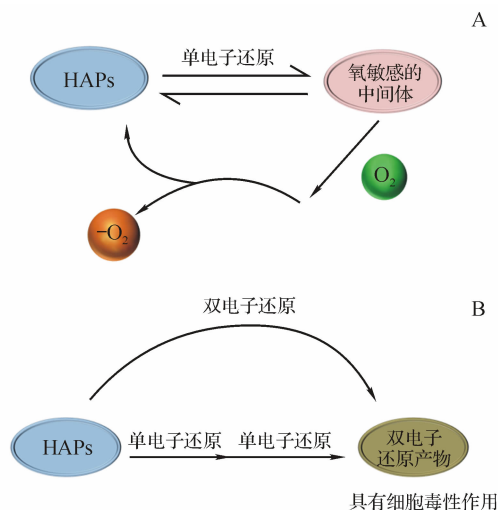 A
单电子还原
HAPs
氧敏感的
中间体
O₂
−O₂
B
双电子还原
HAPs
单电子还原
单电子还原
双电子
还原产物
具有细胞毒性作用